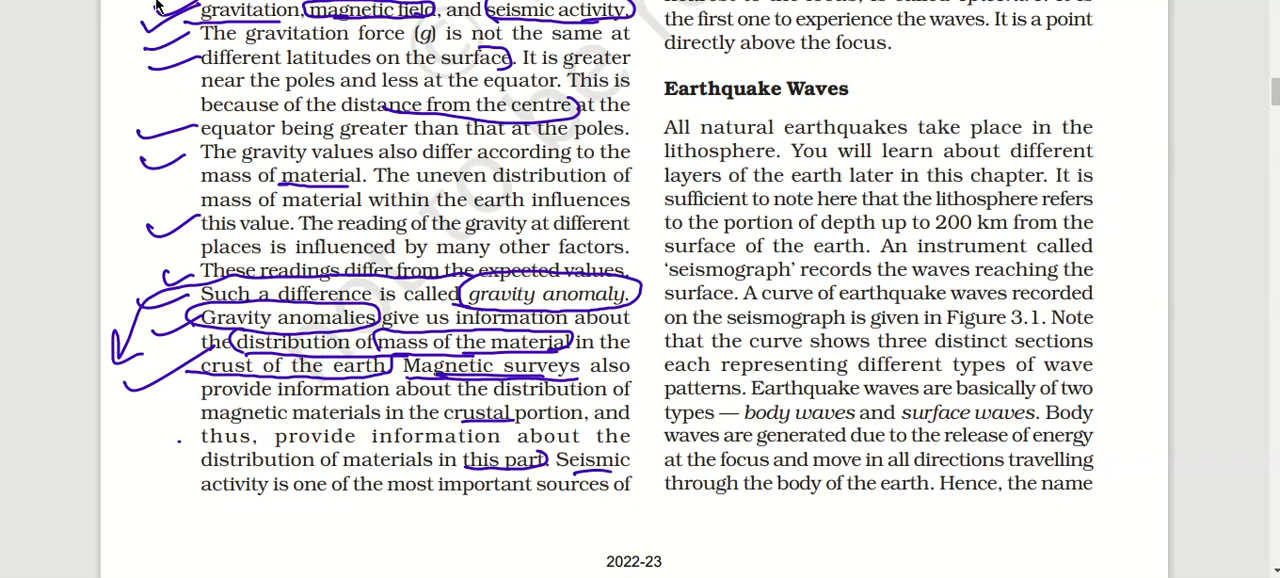 gravitation, magnetic field, and seismic activity.
The gravitation force (g) is not the same at
different latitudes on the surface. It is greater
near the poles and less at the equator. This is
because of the distance from the centre at the
equator being greater than that at the poles.
The gravity values also differ according to the
mass of material. The uneven distribution of
mass of material within the earth influences
this value. The reading of the gravity at different
places is influenced by many other factors.
These readings differ from the expected values.
Such a difference is called gravity anomaly.
Gravity anomalies give us information about
the distribution of mass of the material in the
crust of the earth. Magnetic surveys also
provide information about the distribution of
magnetic materials in the crustal portion, and
thus, provide information about the
distribution of materials in this part. Seismic
activity is one of the most important sources of
the first one to experience the waves. It is a point
directly above the focus.
Earthquake Waves
All natural earthquakes take place in the
lithosphere. You will learn about different
layers of the earth later in this chapter. It is
sufficient to note here that the lithosphere refers
to the portion of depth up to 200 km from the
surface of the earth. An instrument called
‘seismograph’ records the waves reaching the
surface. A curve of earthquake waves recorded
on the seismograph is given in Figure 3.1. Note
that the curve shows three distinct sections
each representing different types of wave
patterns. Earthquake waves are basically of two
types — body waves and surface waves. Body
waves are generated due to the release of energy
at the focus and move in all directions travelling
through the body of the earth. Hence, the name
2022-23